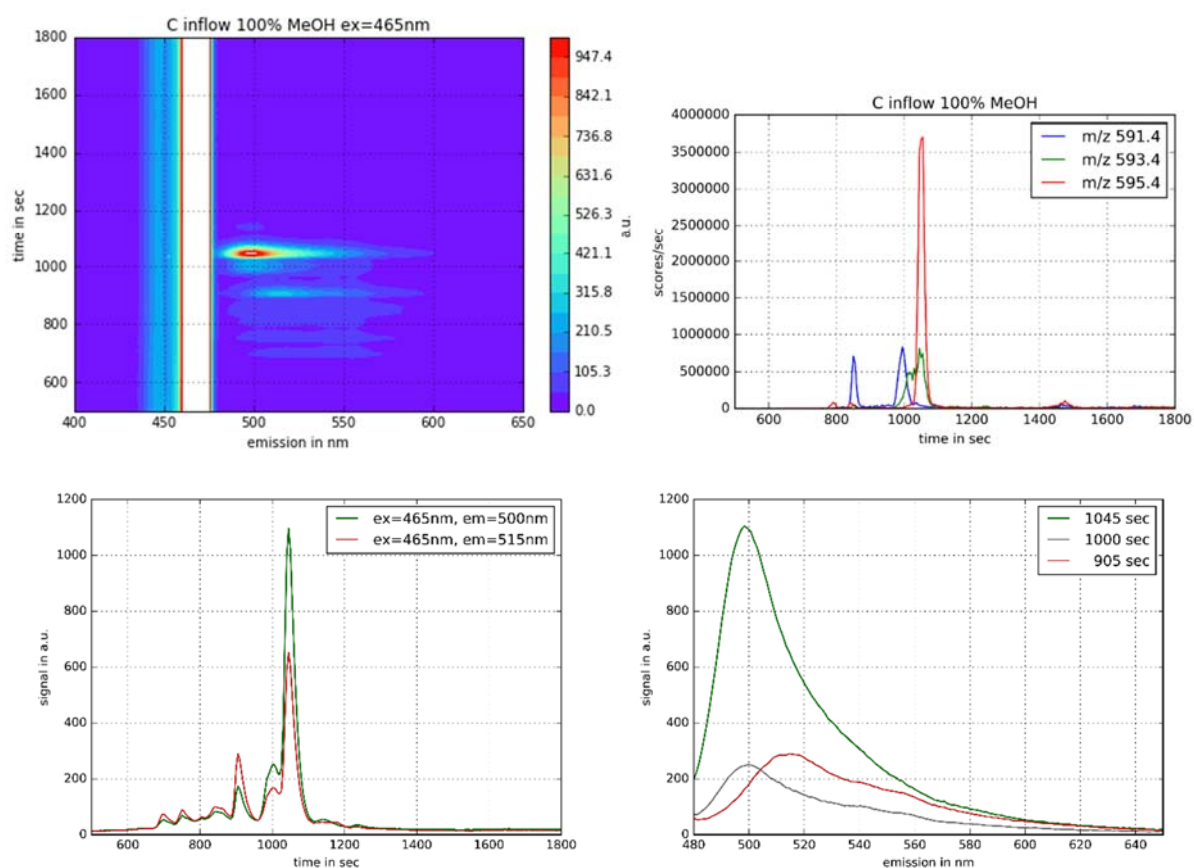 C inflow 100% MeOH ex=465nm
1800
1600
1400
1200
1000
800
600
time in sec
400 450 500 550 600 650
emission in nm
947.4
842.1
736.8
631.6
526.3
421.1
315.8
210.5
105.3
0.0
a.u.
C inflow 100% MeOH
4000000
3500000
3000000
2500000
2000000
1500000
1000000
500000
0
scores/sec
m/z 591.4
m/z 593.4
m/z 595.4
600 800 1000 1200 1400 1600 1800
time in sec
1200
1000
800
600
400
200
0
signal in a.u.
ex=465nm, em=500nm
ex=465nm, em=515nm
600 800 1000 1200 1400 1600 1800
time in sec
1200
1000
800
600
400
200
0
signal in a.u.
1045 sec
1000 sec
905 sec
480 500 520 540 560 580 600 620 640
emission in nm